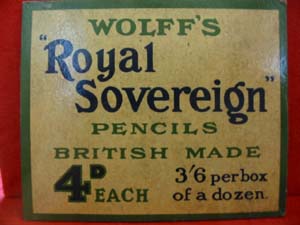 WOLFF'S
"Royal
Sovereign"
PENCILS
BRITISH MADE
4D EACH
3'6 per box
of a dozen.